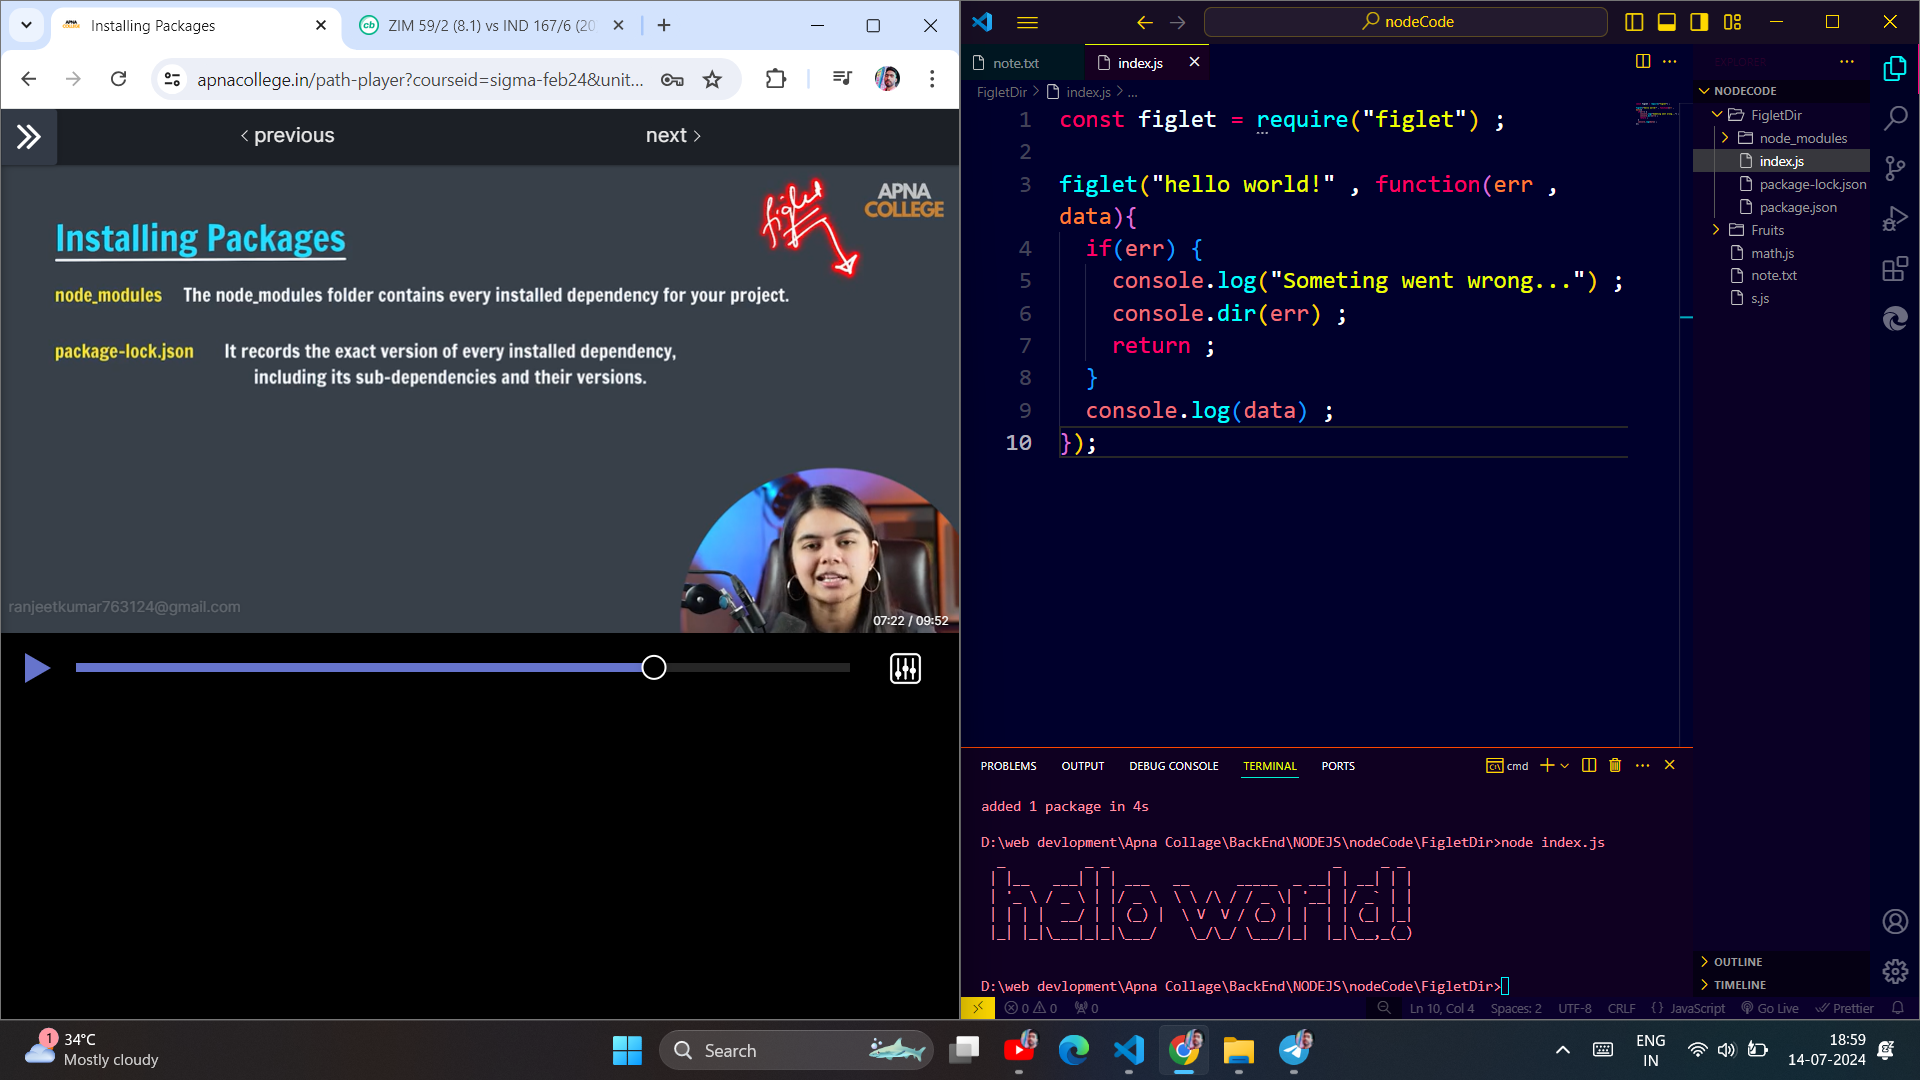 Installing Packages
ZIM 59/2 (8.1) vs IND 167/6 (20
apnacollege.in/path-player?courseid=sigma-feb24&unit...
previous
next
figlet
APNA
COLLEGE
Installing Packages
node_modules The node_modules folder contains every installed dependency for your project.
package-lock.json It records the exact version of every installed dependency,
including its sub-dependencies and their versions.
ranjeetkumar763124@gmail.com
07:22 / 09:52
nodeCode
note.txt
index.js
FigletDir > index.js > ...
1 const figlet = require("figlet") ;
2
3 figlet("hello world!" , function(err ,
data){
4 if(err) {
5 console.log("Someting went wrong...") ;
6 console.dir(err) ;
7 return ;
8 }
9 console.log(data) ;
10 });
EXPLORER
NODECODE
FigletDir
node_modules
index.js
package-lock.json
package.json
Fruits
math.js
note.txt
s.js
OUTLINE
TIMELINE
PROBLEMS OUTPUT DEBUG CONSOLE TERMINAL PORTS
cmd
added 1 package in 4s
D:\web devlopment\Apna Collage\BackEnd\NODEJS\nodeCode\FigletDir>node index.js
hello world!
D:\web devlopment\Apna Collage\BackEnd\NODEJS\nodeCode\FigletDir>
0 0 0
Ln 10, Col 4 Spaces: 2 UTF-8 CRLF {} JavaScript Go Live Prettier
1
34°C
Mostly cloudy
Search
ENG
IN
18:59
14-07-2024